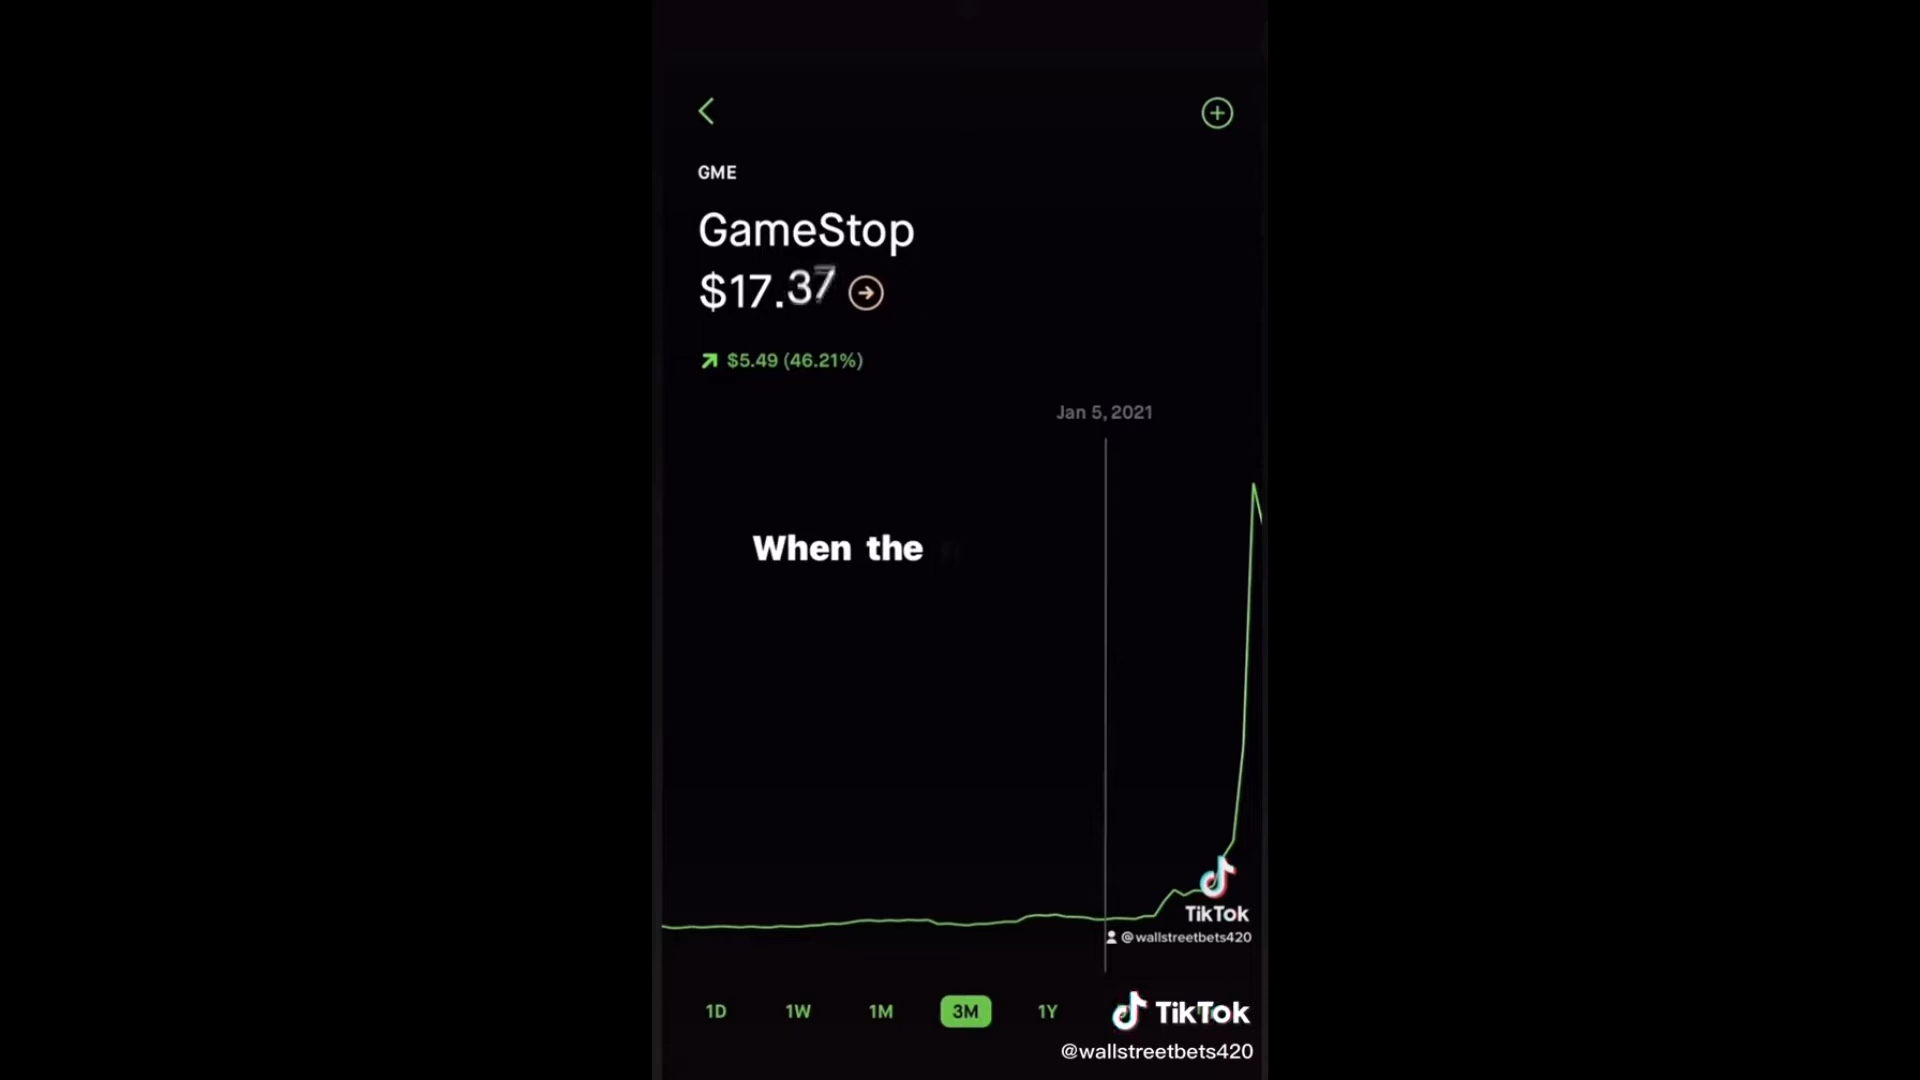 GME
GameStop
$17.37
$5.49 (46.21%)
Jan 5, 2021
When the
TikTok
@wallstreetbets420
1D 1W 1M 3M 1Y
TikTok
@wallstreetbets420